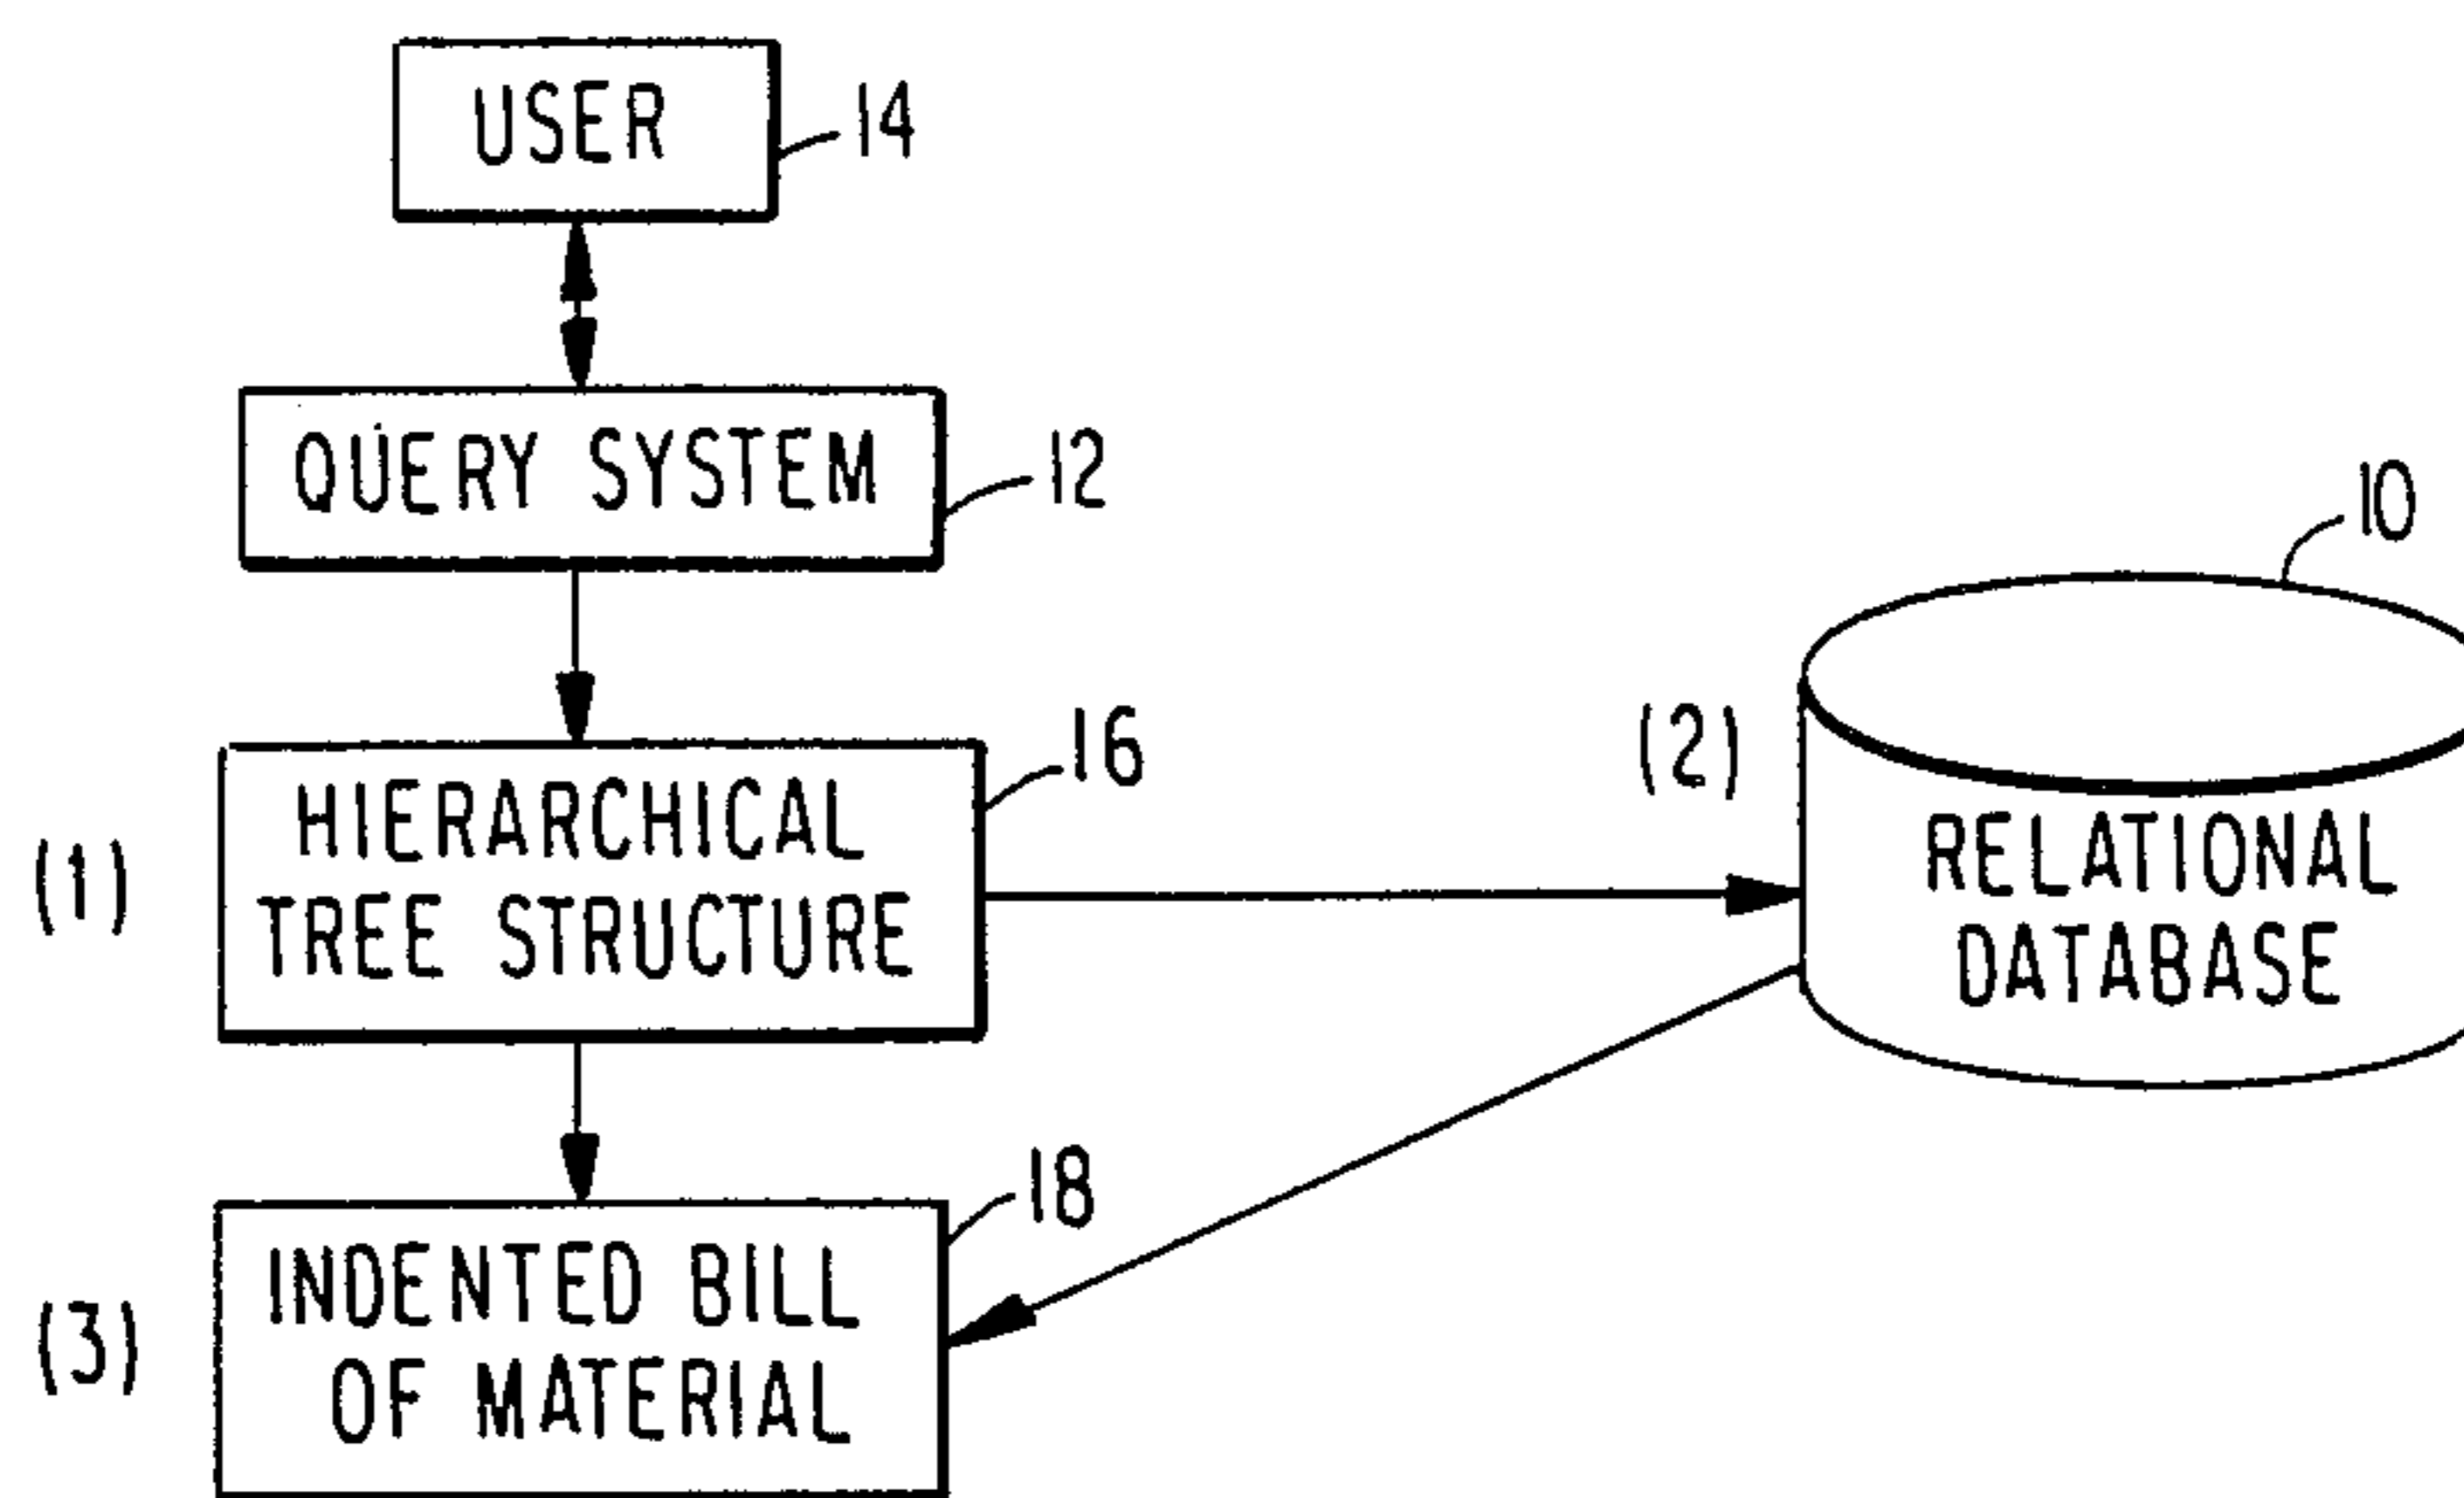 USER
14
QUERY SYSTEM
12
10
16
(2)
(1)
HIERARCHICAL
TREE STRUCTURE
RELATIONAL
DATABASE
18
(3)
INDENTED BILL
OF MATERIAL